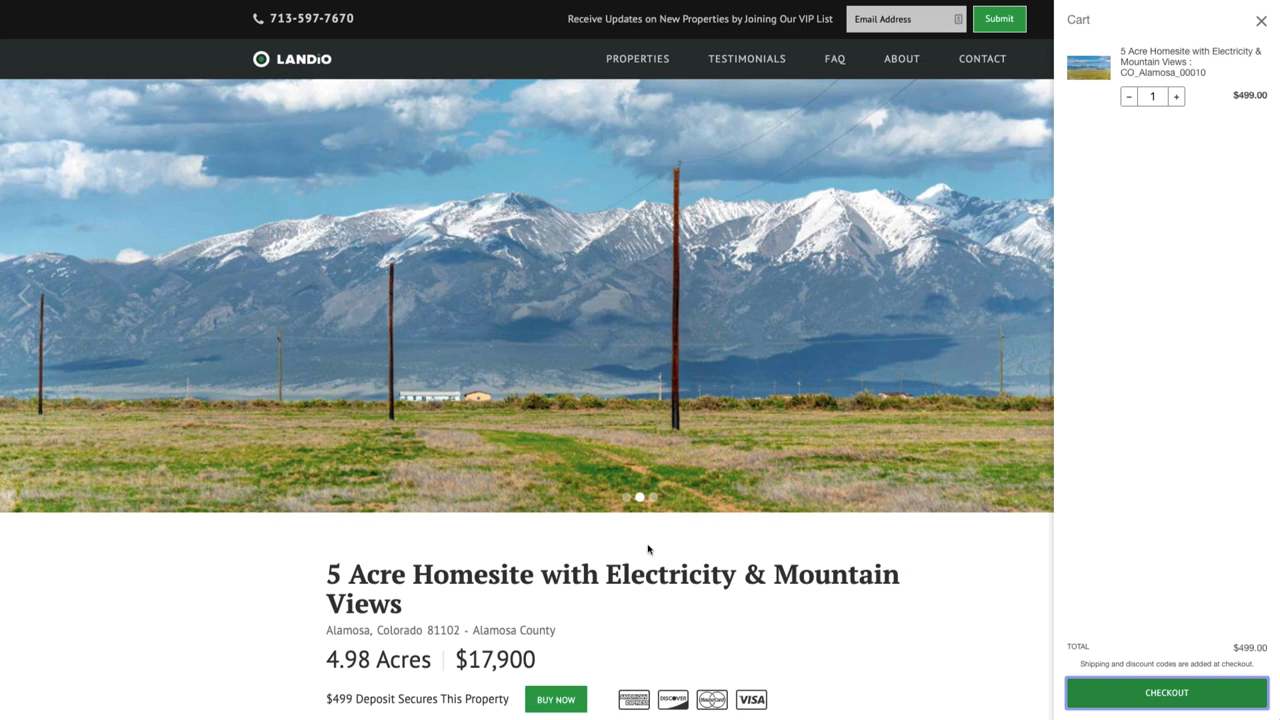 713-597-7670
Receive Updates on New Properties by Joining Our VIP List
Email Address
Submit
LANDiO
PROPERTIES
TESTIMONIALS
FAQ
ABOUT
CONTACT
5 Acre Homesite with Electricity & Mountain
Views
Alamosa, Colorado 81102 - Alamosa County
4.98 Acres
$17,900
$499 Deposit Secures This Property
BUY NOW
AMERICAN EXPRESS
DISCOVER
MasterCard
VISA
Cart
5 Acre Homesite with Electricity &
Mountain Views :
CO_Alamosa_00010
− 1 +
$499.00
TOTAL
$499.00
Shipping and discount codes are added at checkout.
CHECKOUT